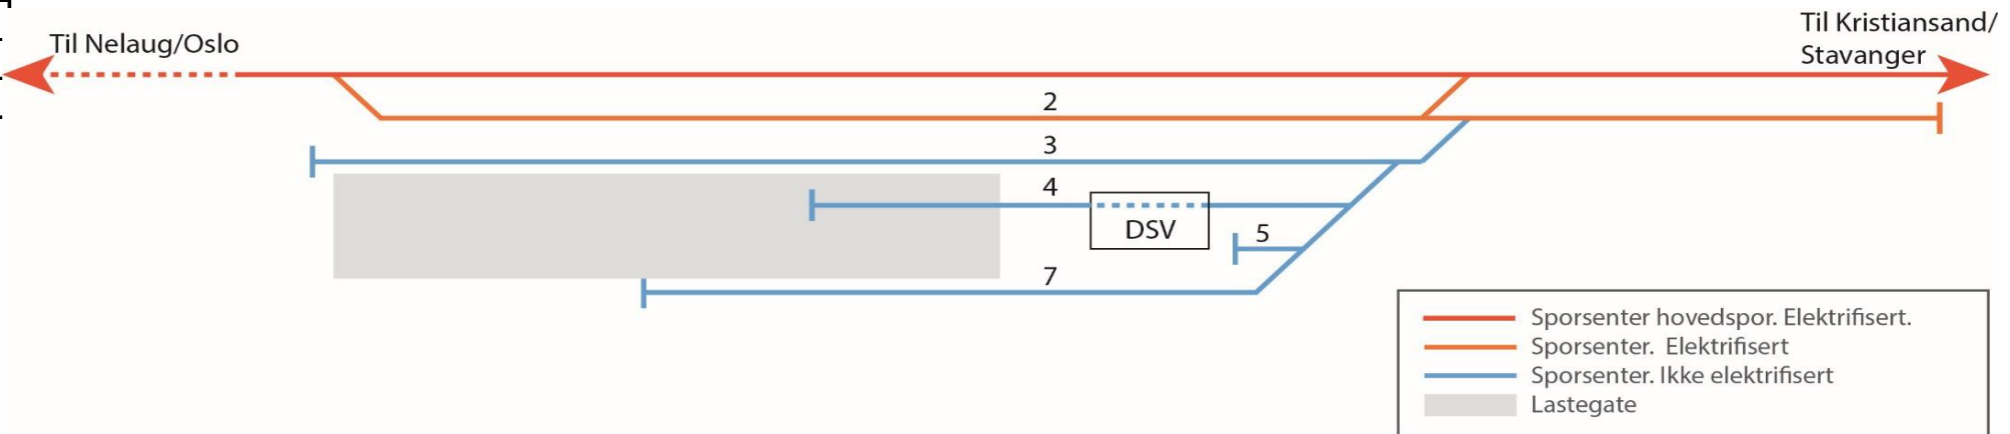 Til Nelaug/Oslo
Til Kristiansand/
Stavanger
2
3
4
DSV
5
7
Sporsenter hovedspor. Elektrifisert.
Sporsenter.  Elektrifisert
Sporsenter. Ikke elektrifisert
Lastegate